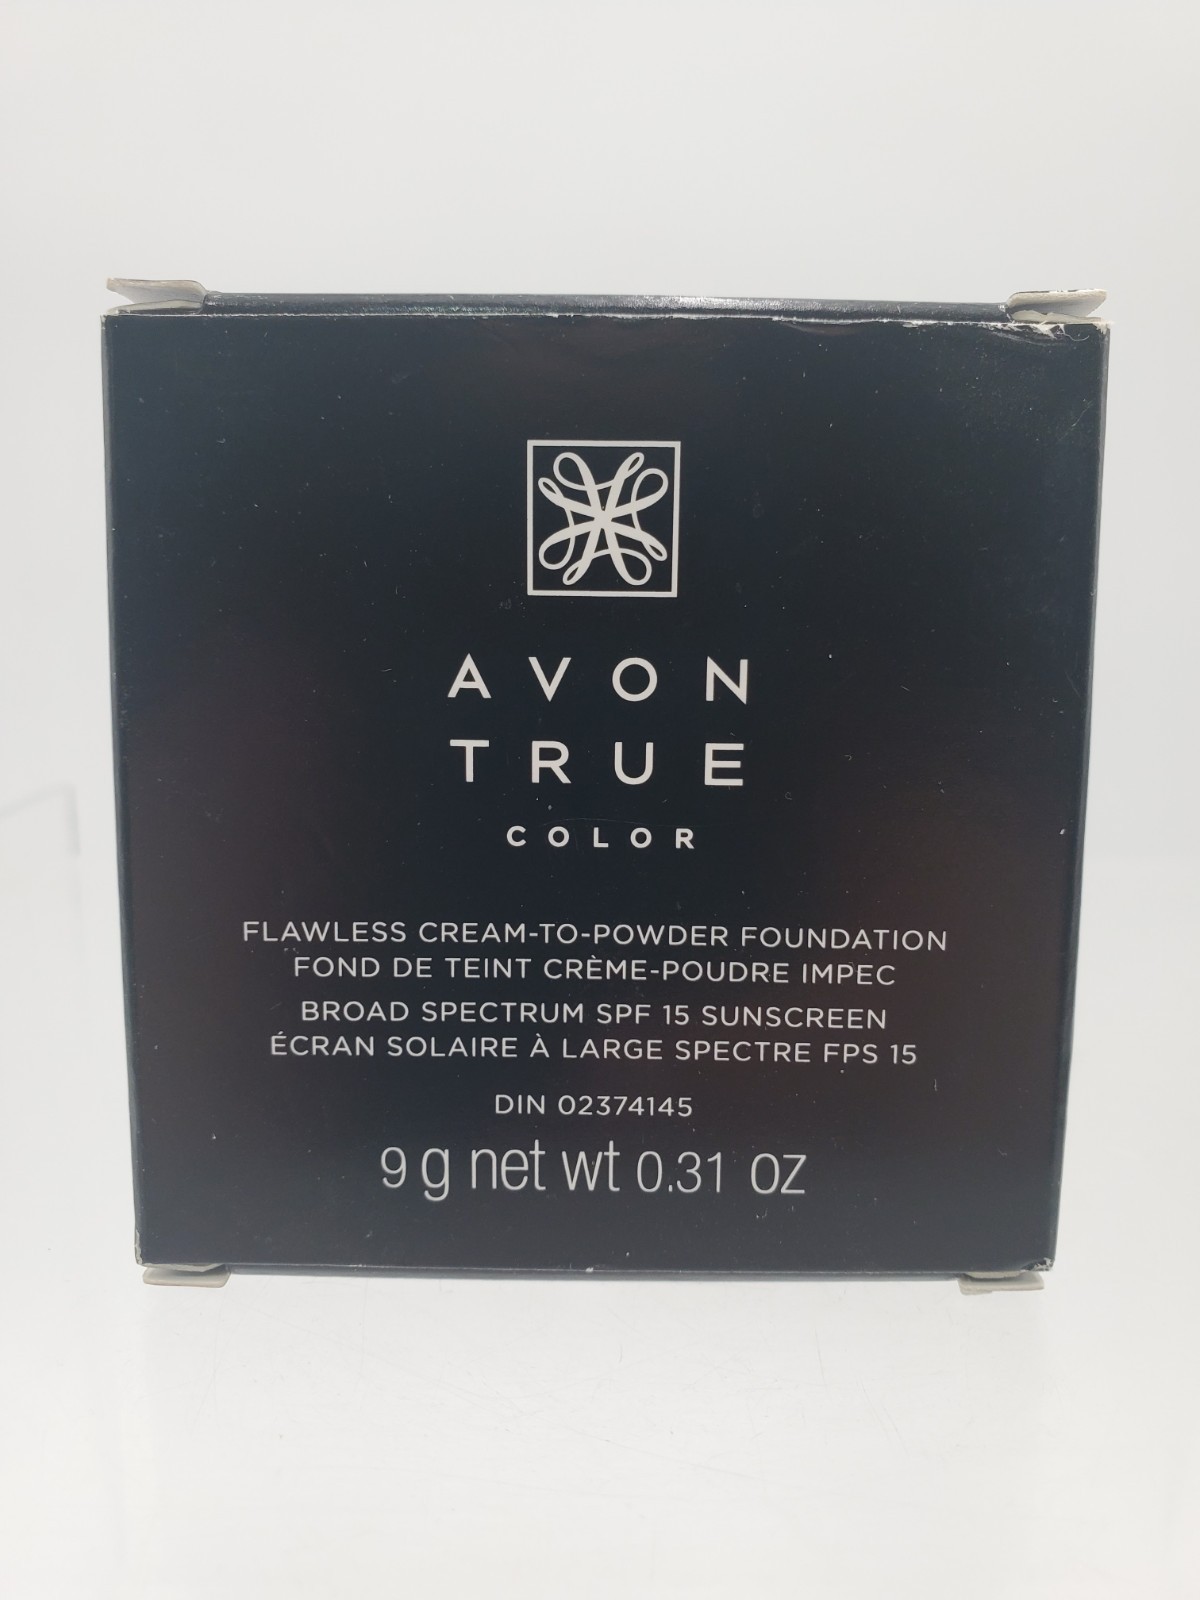 AVON
TRUE
COLOR
FLAWLESS CREAM-TO-POWDER FOUNDATION
FOND DE TEINT CRÈME-POUDRE IMPEC
BROAD SPECTRUM SPF 15 SUNSCREEN
ÉCRAN SOLAIRE À LARGE SPECTRE FPS 15
DIN 02374145
9 g net wt 0.31 OZ